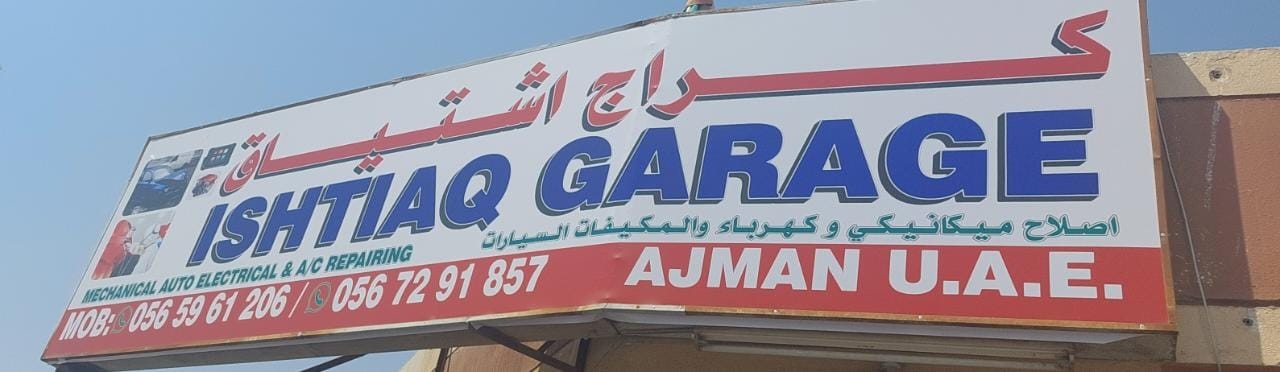 كراج اشتياق
ISHTIAQ GARAGE
اصلاح ميكانيكي و كهرباء والمكيفات السيارات
MECHANICAL AUTO ELECTRICAL & A/C REPAIRING
MOB: 056 59 61 206 / 056 72 91 857
AJMAN U.A.E.